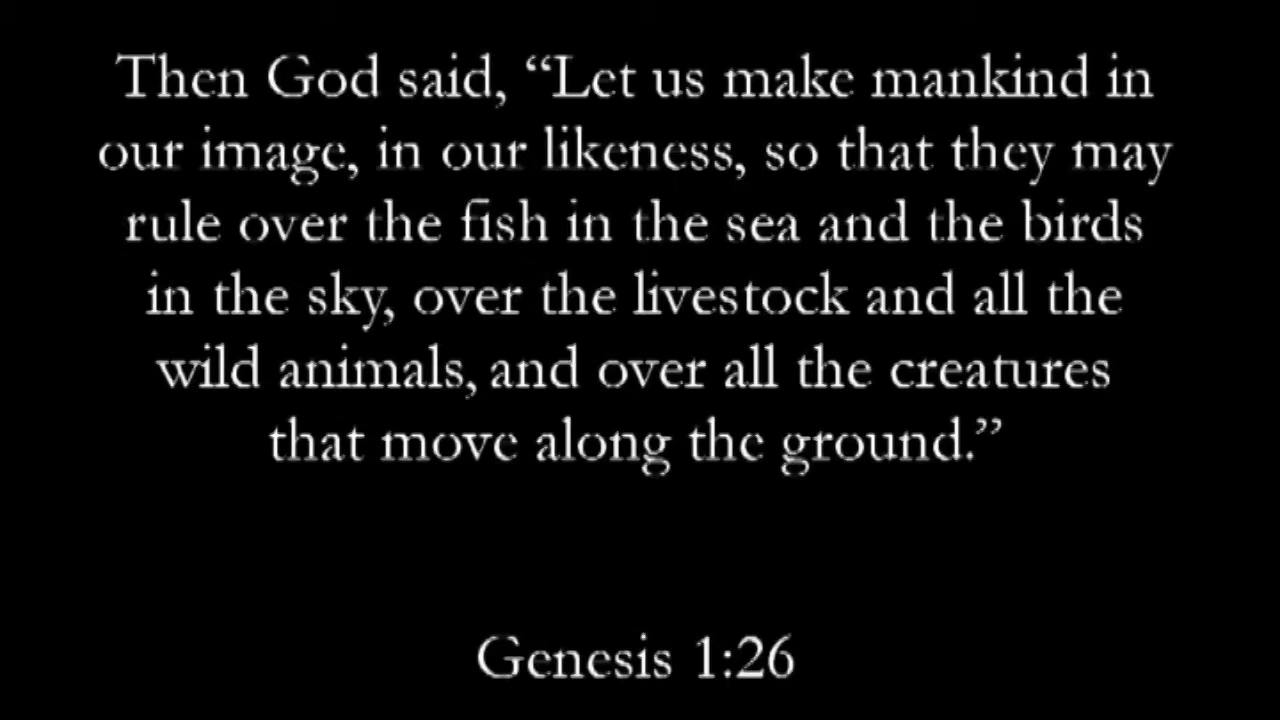 Then God said, “Let us make mankind in
our image, in our likeness, so that they may
rule over the fish in the sea and the birds
in the sky, over the livestock and all the
wild animals, and over all the creatures
that move along the ground.”
Genesis 1:26